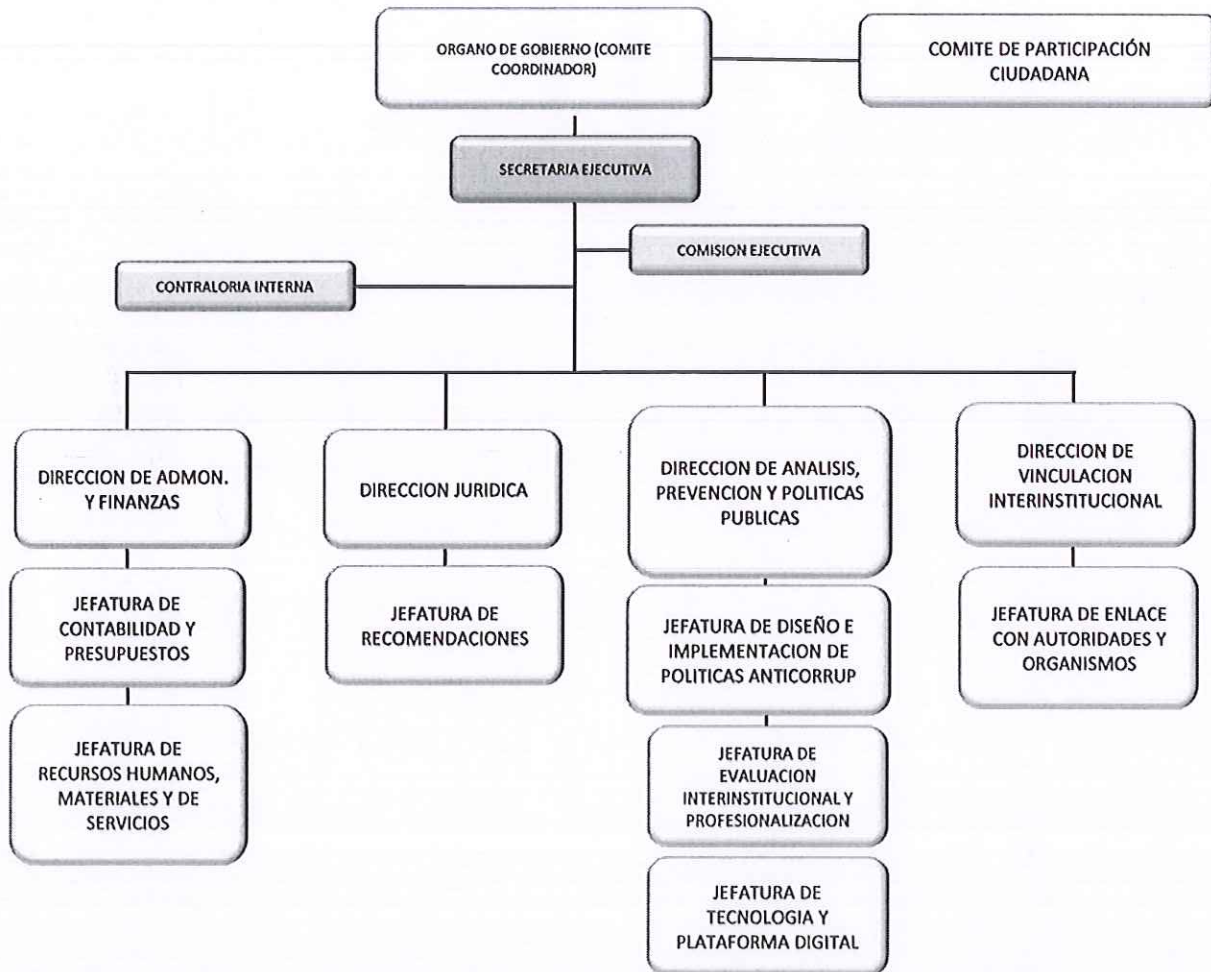 ORGANO DE GOBIERNO (COMITE
COORDINADOR)
COMITE DE PARTICIPACIÓN
CIUDADANA
SECRETARIA EJECUTIVA
COMISION EJECUTIVA
CONTRALORIA INTERNA
DIRECCION DE ADMON.
Y FINANZAS
DIRECCION JURIDICA
DIRECCION DE ANALISIS,
PREVENCION Y POLITICAS
PUBLICAS
DIRECCION DE
VINCULACION
INTERINSTITUCIONAL
JEFATURA DE
CONTABILIDAD Y
PRESUPUESTOS
JEFATURA DE
RECOMENDACIONES
JEFATURA DE DISEÑO E
IMPLEMENTACION DE
POLITICAS ANTICORRUP
JEFATURA DE ENLACE
CON AUTORIDADES Y
ORGANISMOS
JEFATURA DE
RECURSOS HUMANOS,
MATERIALES Y DE
SERVICIOS
JEFATURA DE
EVALUACION
INTERINSTITUCIONAL Y
PROFESIONALIZACION
JEFATURA DE
TECNOLOGIA Y
PLATAFORMA DIGITAL